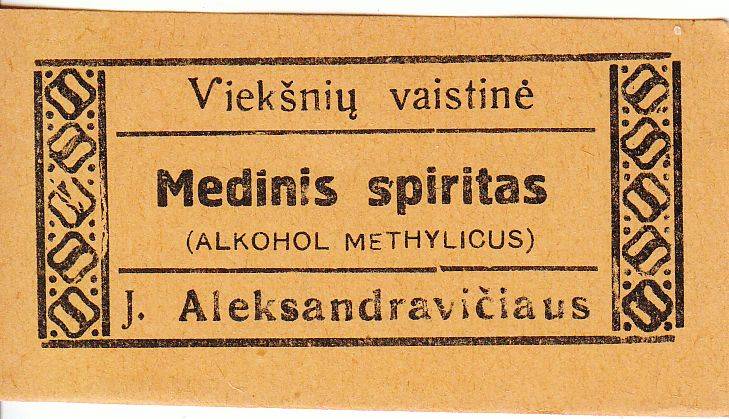 Viekšnių vaistinė
Medinis spiritas
(ALKOHOL METHYLICUS)
J. Aleksandravičiaus